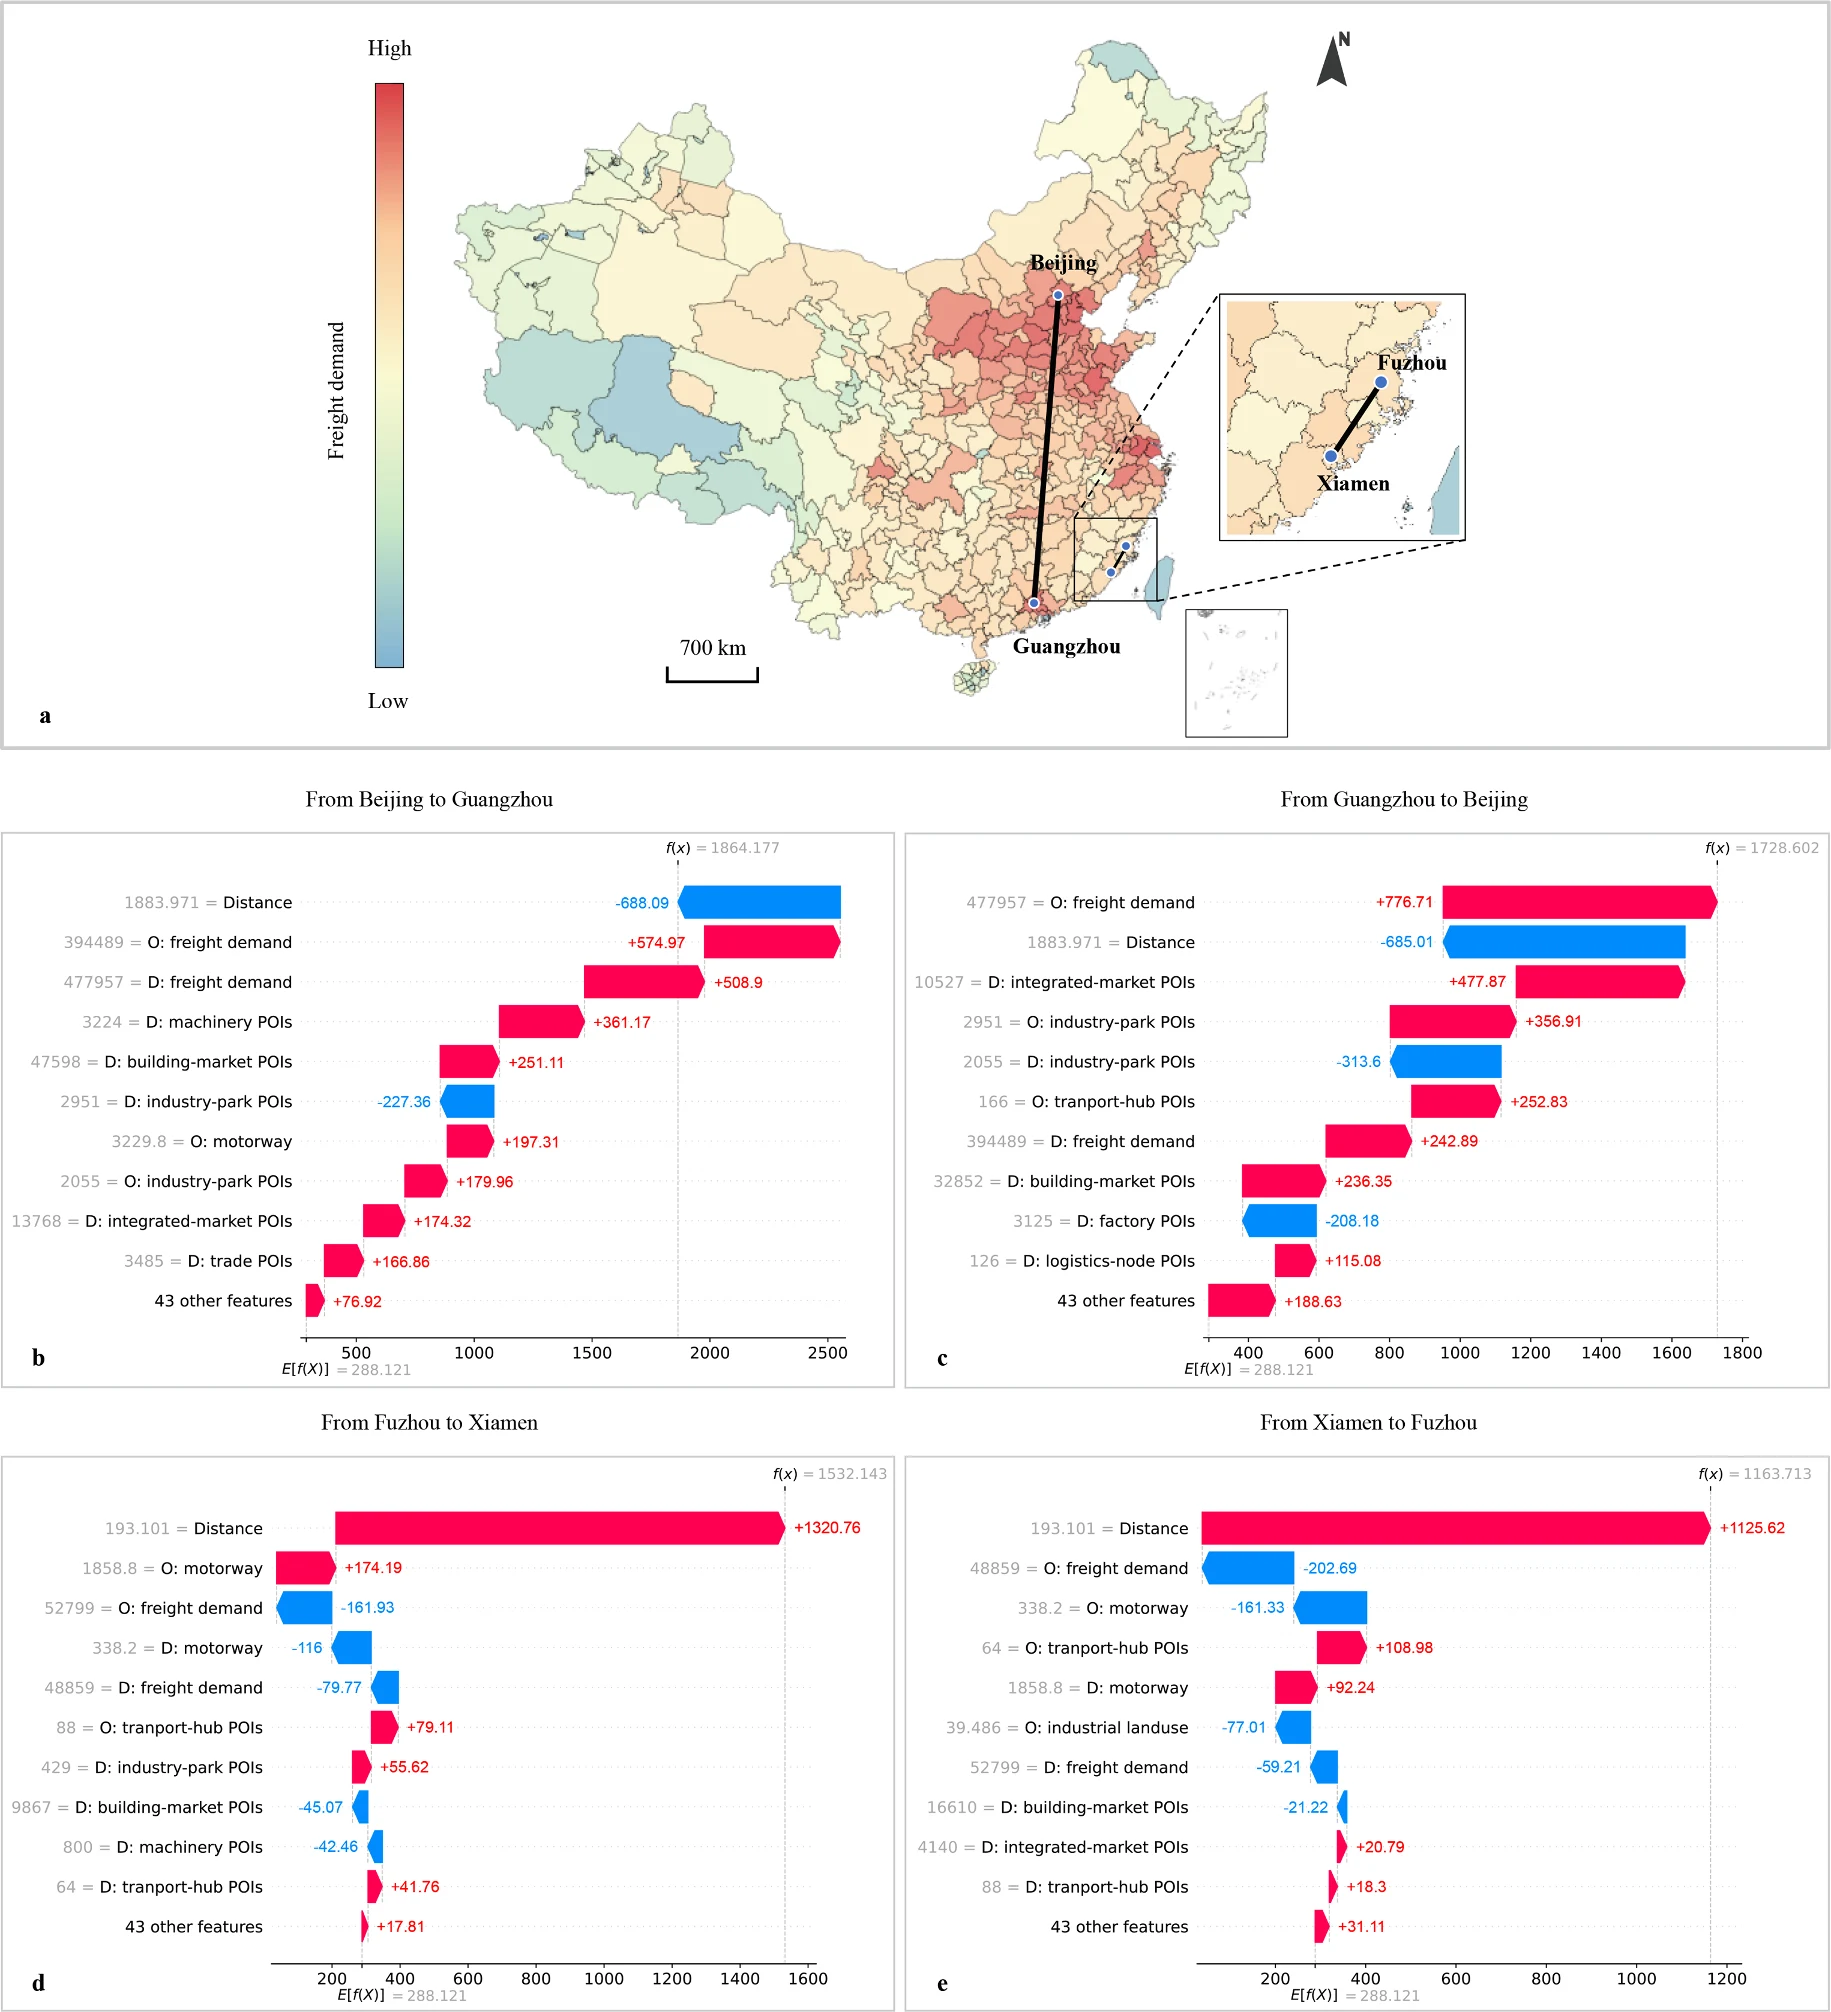 High
N
Beijing
Fuzhou
Xiamen
Freight demand
Guangzhou
700 km
Low
a
From Beijing to Guangzhou
f(x) = 1864.177
1883.971 = Distance -688.09
394489 = O: freight demand +574.97
477957 = D: freight demand +508.9
3224 = D: machinery POIs +361.17
47598 = D: building-market POIs +251.11
2951 = D: industry-park POIs -227.36
3229.8 = O: motorway +197.31
2055 = O: industry-park POIs +179.96
13768 = D: integrated-market POIs +174.32
3485 = D: trade POIs +166.86
43 other features +76.92
500 1000 1500 2000 2500
E[f(X)] = 288.121
b
From Guangzhou to Beijing
f(x) = 1728.602
477957 = O: freight demand +776.71
1883.971 = Distance -685.01
10527 = D: integrated-market POIs +477.87
2951 = O: industry-park POIs +356.91
2055 = D: industry-park POIs -313.6
166 = O: tranport-hub POIs +252.83
394489 = D: freight demand +242.89
32852 = D: building-market POIs +236.35
3125 = D: factory POIs -208.18
126 = D: logistics-node POIs +115.08
43 other features +188.63
400 600 800 1000 1200 1400 1600 1800
E[f(X)] = 288.121
c
From Fuzhou to Xiamen
f(x) = 1532.143
193.101 = Distance +1320.76
1858.8 = O: motorway +174.19
52799 = O: freight demand -161.93
338.2 = D: motorway -116
48859 = D: freight demand -79.77
88 = O: tranport-hub POIs +79.11
429 = D: industry-park POIs +55.62
9867 = D: building-market POIs -45.07
800 = D: machinery POIs -42.46
64 = D: tranport-hub POIs +41.76
43 other features +17.81
200 400 600 800 1000 1200 1400 1600
E[f(X)] = 288.121
d
From Xiamen to Fuzhou
f(x) = 1163.713
193.101 = Distance +1125.62
48859 = O: freight demand -202.69
338.2 = O: motorway -161.33
64 = O: tranport-hub POIs +108.98
1858.8 = D: motorway +92.24
39.486 = O: industrial landuse -77.01
52799 = D: freight demand -59.21
16610 = D: building-market POIs -21.22
4140 = D: integrated-market POIs +20.79
88 = D: tranport-hub POIs +18.3
43 other features +31.11
200 400 600 800 1000 1200
E[f(X)] = 288.121
e